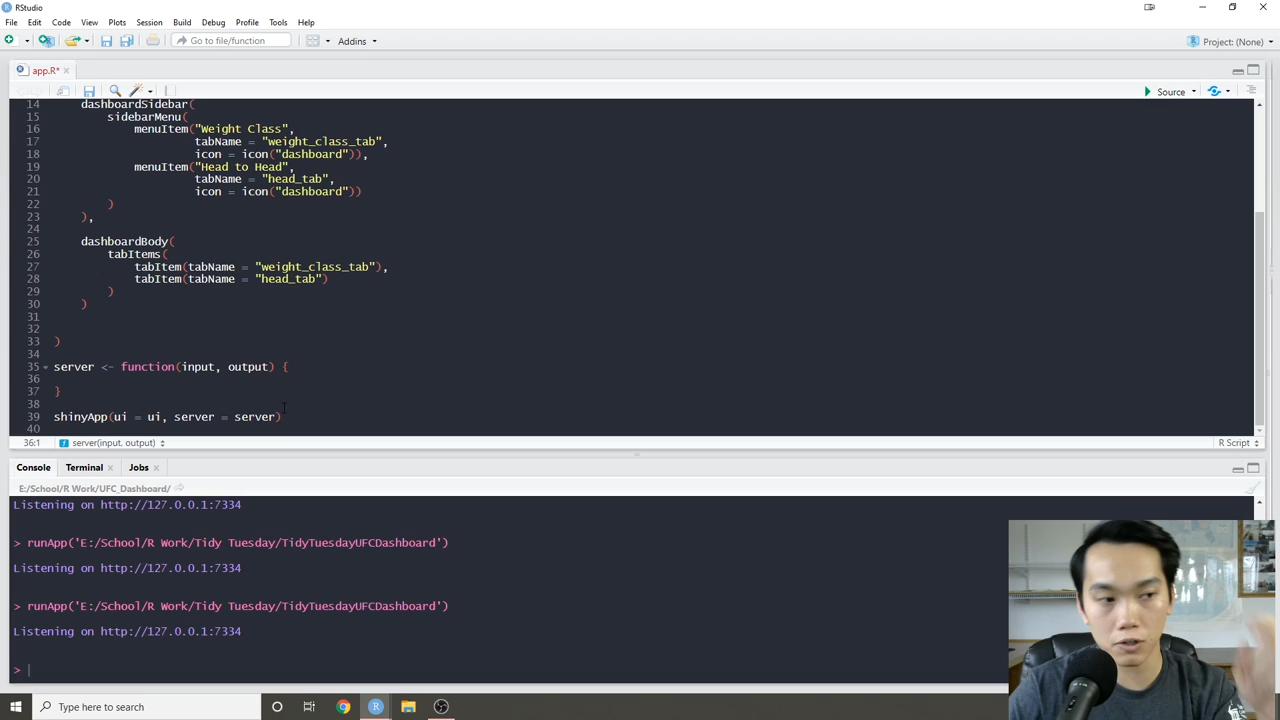 RStudio
File Edit Code View Plots Session Build Debug Profile Tools Help
Go to file/function
Addins
Project: (None)
app.R*
Source
14 dashboardSidebar(
15 sidebarMenu(
16 menuItem("Weight Class",
17 tabName = "weight_class_tab",
18 icon = icon("dashboard")),
19 menuItem("Head to Head",
20 tabName = "head_tab",
21 icon = icon("dashboard"))
22 )
23 ),
24
25 dashboardBody(
26 tabItems(
27 tabItem(tabName = "weight_class_tab"),
28 tabItem(tabName = "head_tab")
29 )
30 )
31
32
33 )
34
35 server <- function(input, output) {
36
37 }
38
39 shinyApp(ui = ui, server = server)
40
36:1 server(input, output) R Script
Console Terminal Jobs
E:/School/R Work/UFC_Dashboard/
Listening on http://127.0.0.1:7334
> runApp('E:/School/R Work/Tidy Tuesday/TidyTuesdayUFCDashboard')
Listening on http://127.0.0.1:7334
> runApp('E:/School/R Work/Tidy Tuesday/TidyTuesdayUFCDashboard')
Listening on http://127.0.0.1:7334
>
Type here to search